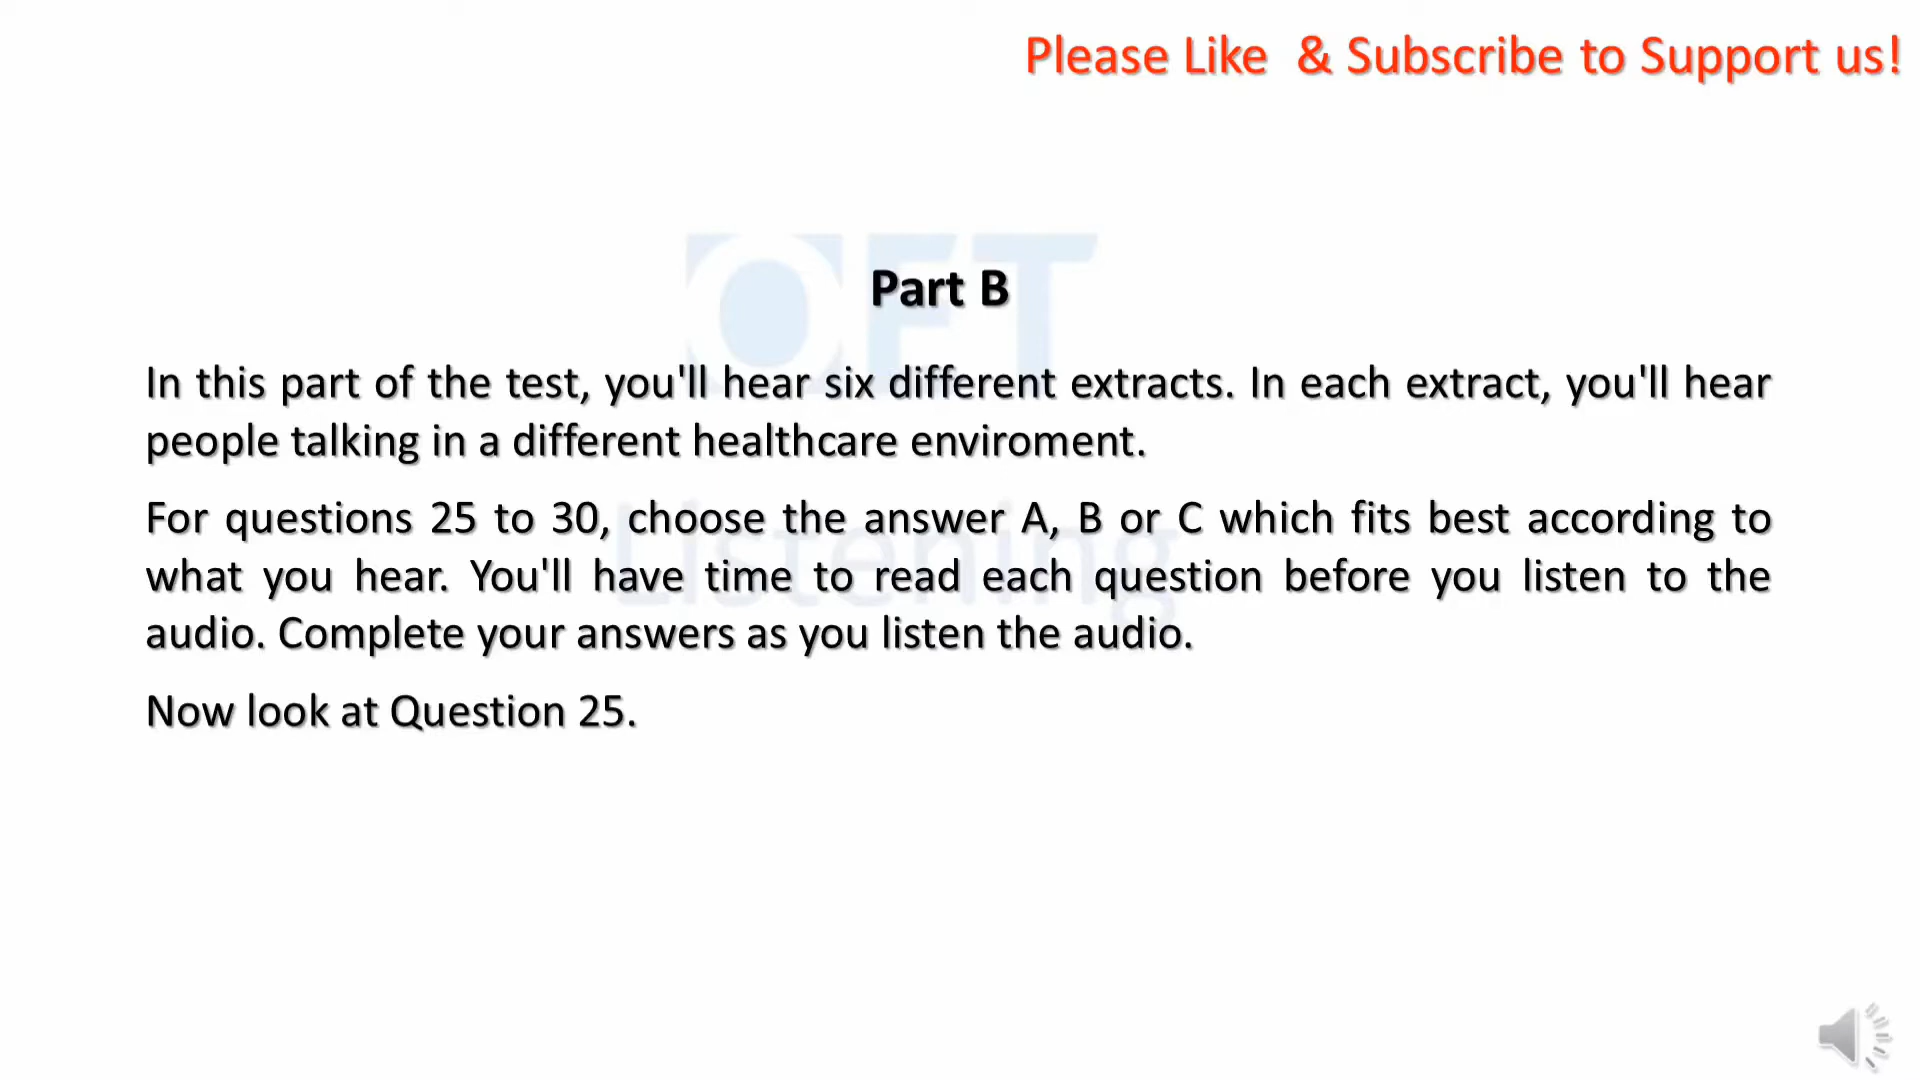 Please Like & Subscribe to Support us!
OET
Part B
In this part of the test, you'll hear six different extracts. In each extract, you'll hear
people talking in a different healthcare enviroment.
For questions 25 to 30, choose the answer A, B or C which fits best according to
what you hear. You'll have time to read each question before you listen to the
audio. Complete your answers as you listen the audio.
Listening
Now look at Question 25.